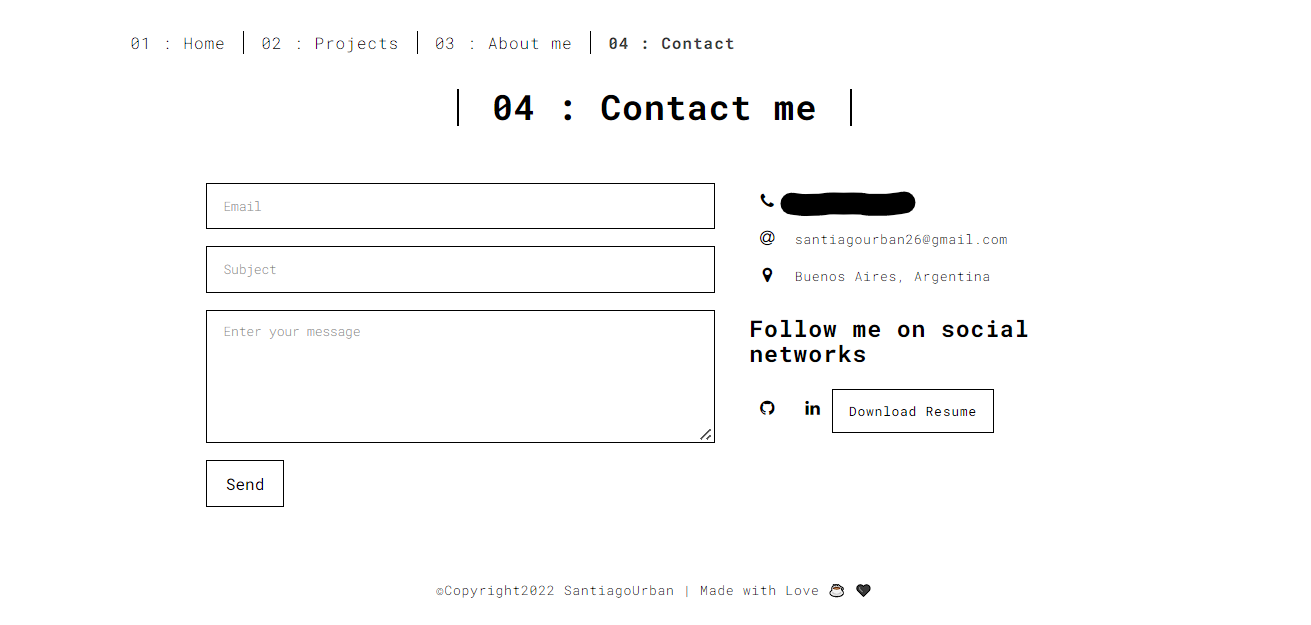 01 : Home 02 : Projects 03 : About me 04 : Contact
04 : Contact me
Email
Subject
Enter your message
Send
santiagourban26@gmail.com
Buenos Aires, Argentina
Follow me on social
networks
in Download Resume
©Copyright2022 SantiagoUrban | Made with Love